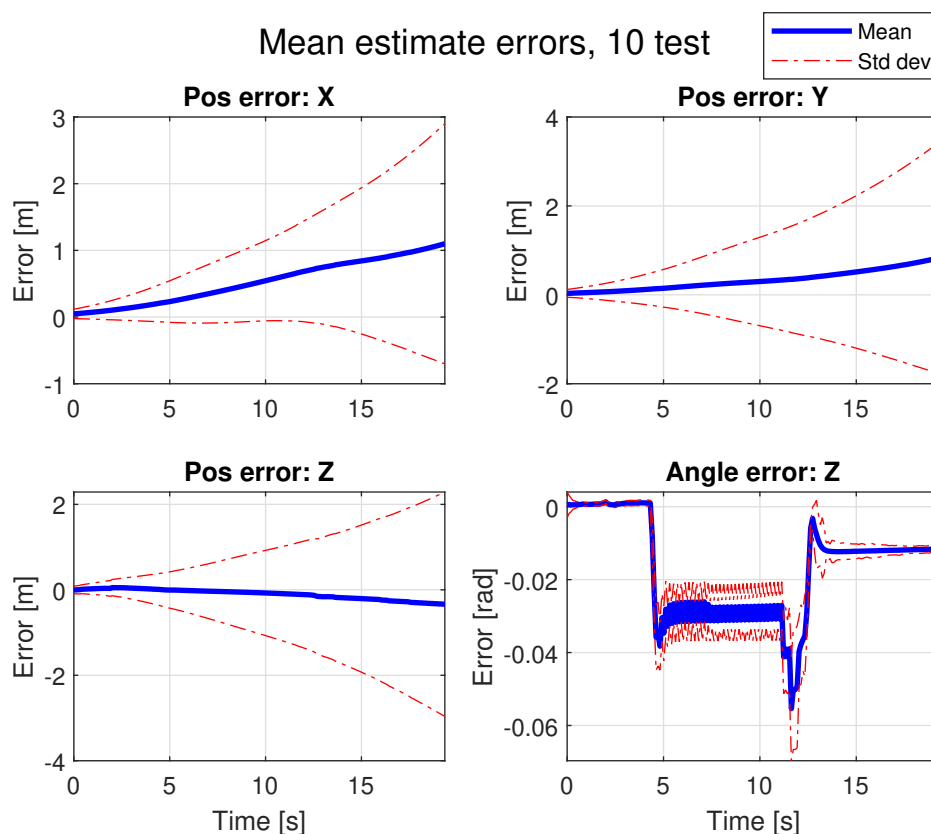 Mean estimate errors, 10 test
Mean
Std dev
Pos error: X
3
2
1
0
-1
Error [m]
0
5
10
15
Pos error: Y
4
2
0
-2
Error [m]
0
5
10
15
Pos error: Z
2
0
-2
-4
Error [m]
0
5
10
15
Time [s]
Angle error: Z
0
-0.02
-0.04
-0.06
Error [rad]
0
5
10
15
Time [s]